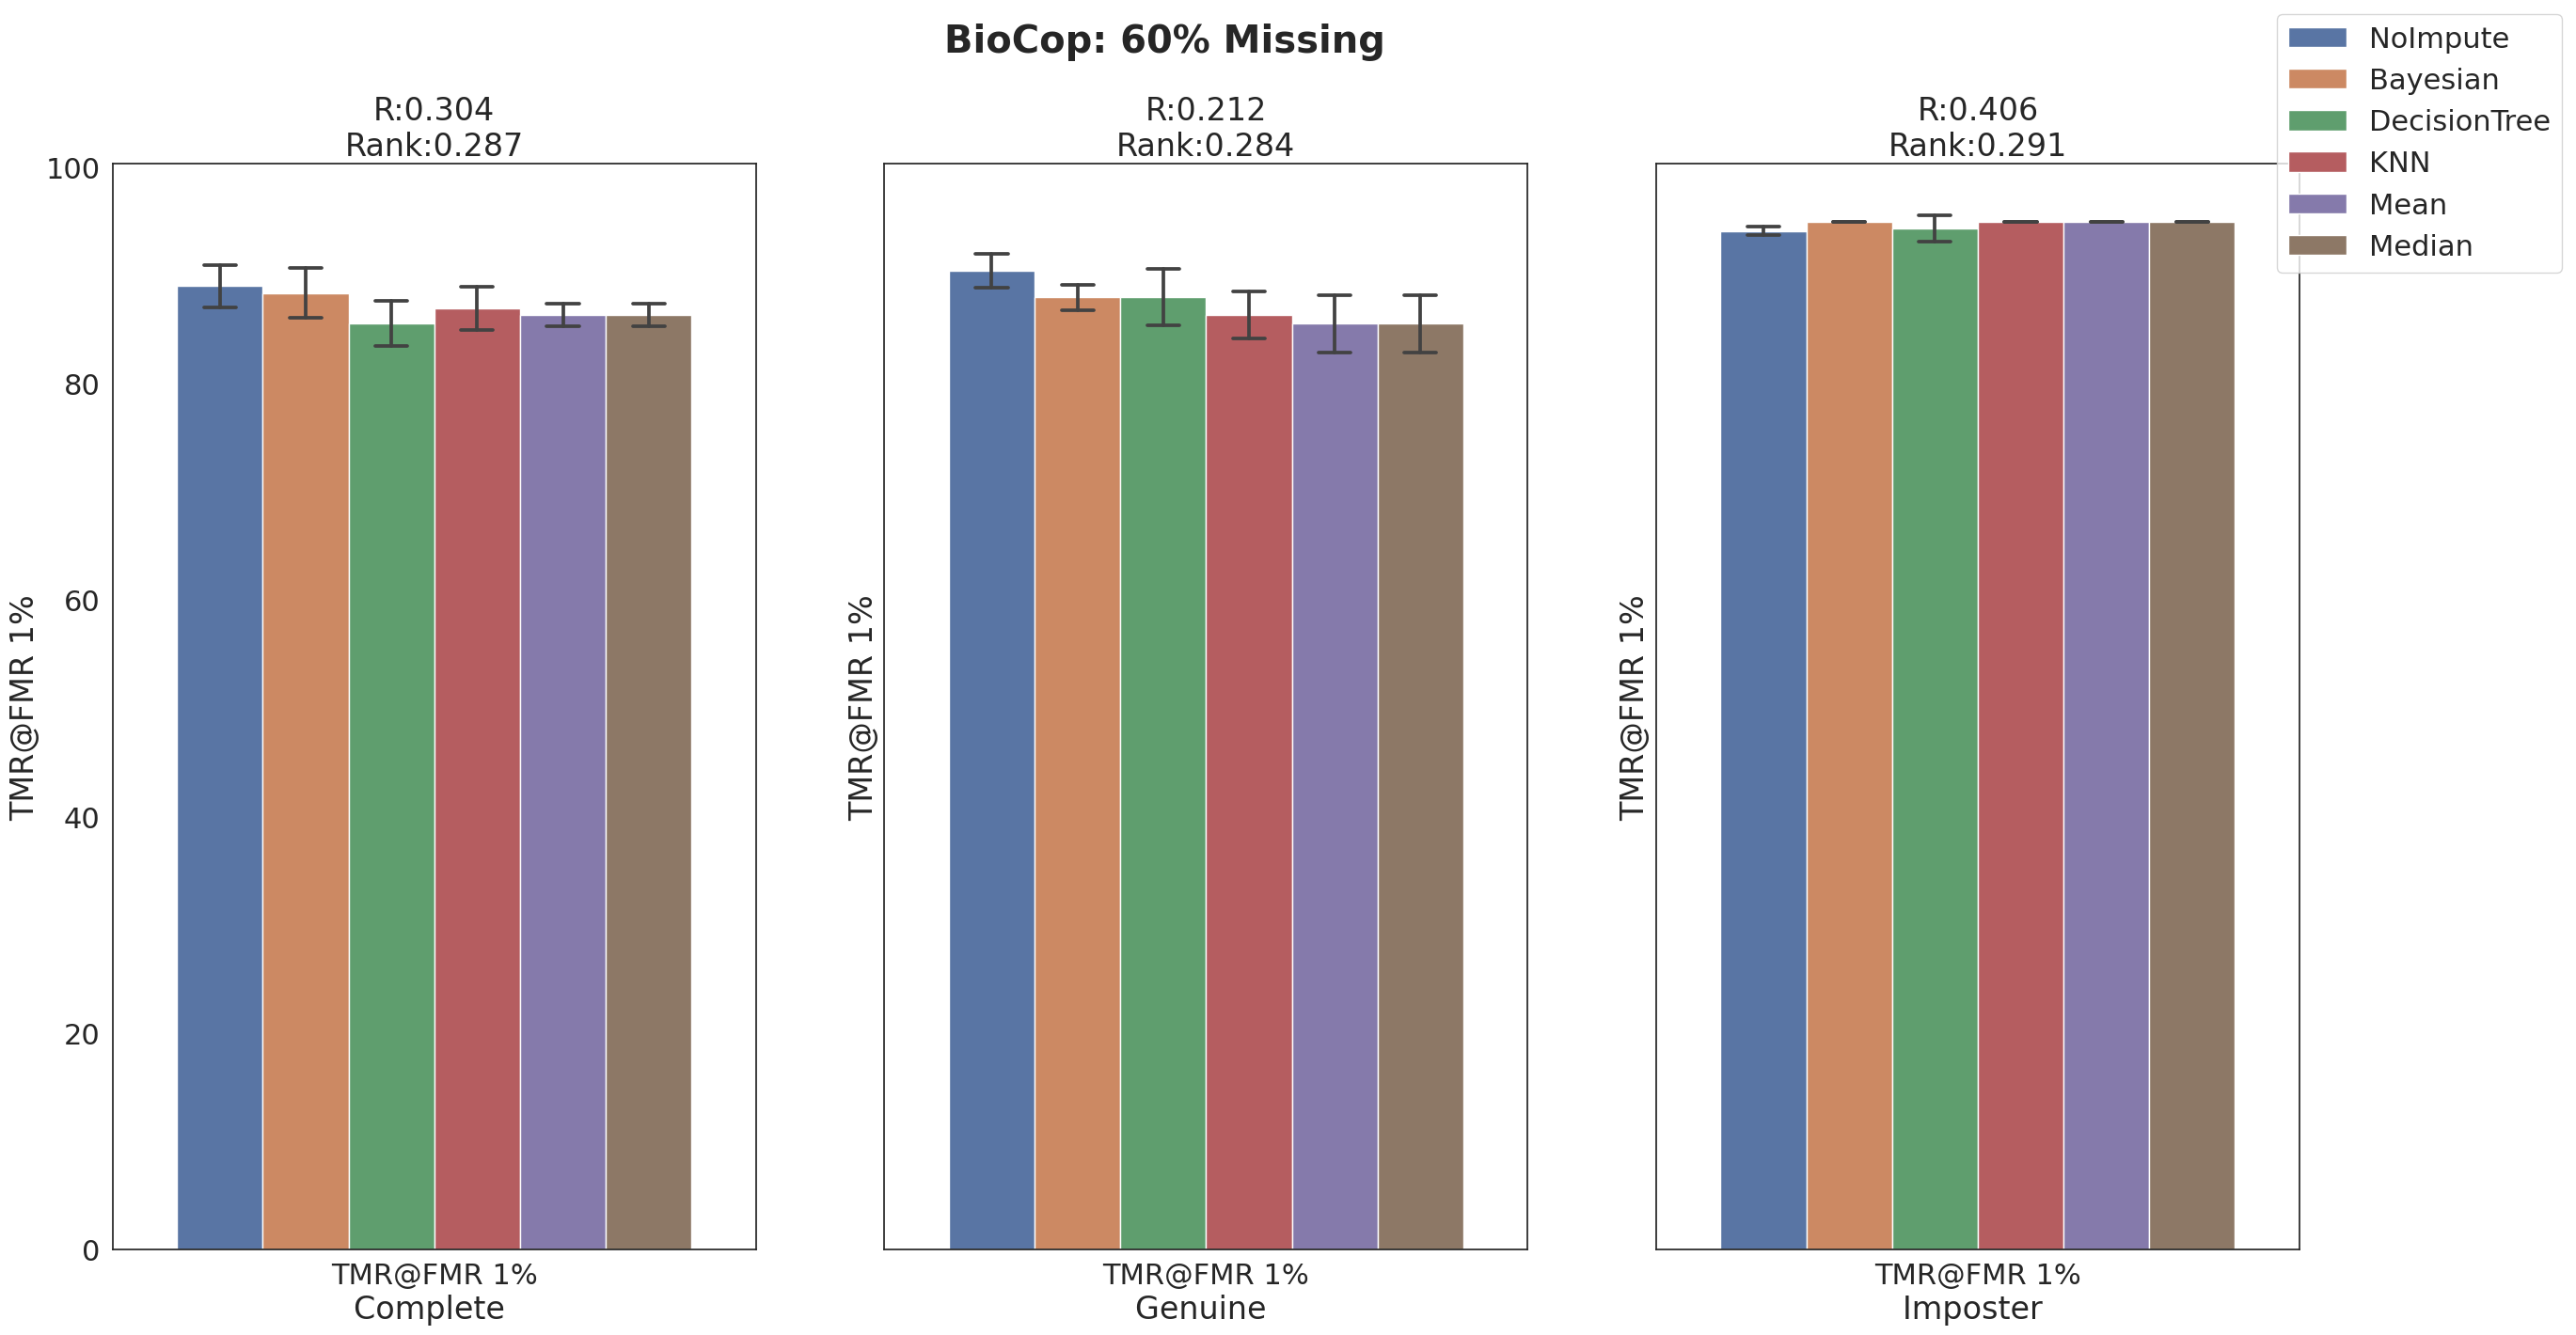 BioCop: 60% Missing
NoImpute
Bayesian
DecisionTree
KNN
Mean
Median
R:0.304
Rank:0.287
R:0.212
Rank:0.284
R:0.406
Rank:0.291
100
80
60
40
20
0
TMR@FMR 1%
TMR@FMR 1%
TMR@FMR 1%
TMR@FMR 1%
Complete
TMR@FMR 1%
Genuine
TMR@FMR 1%
Imposter